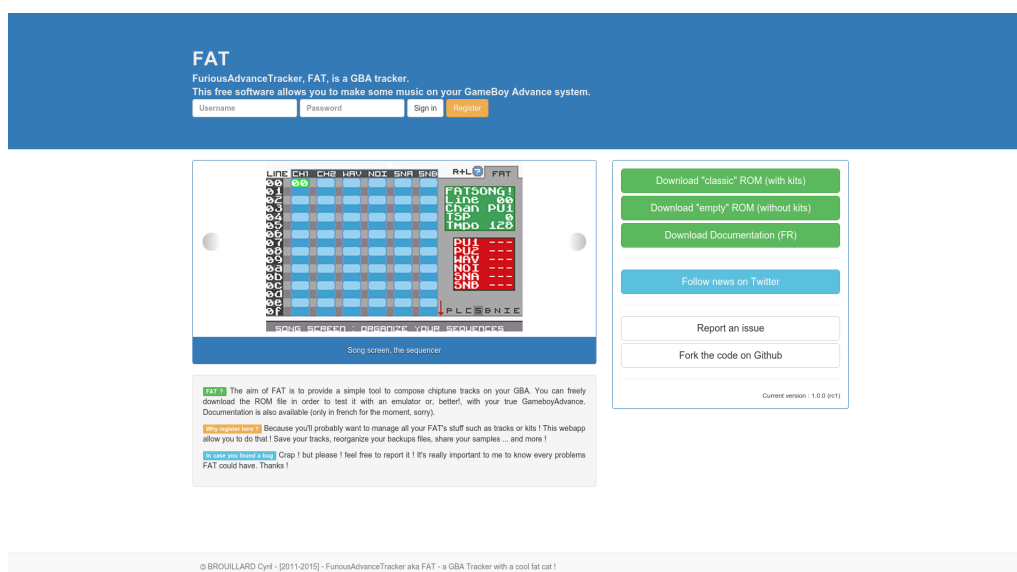 FAT
FuriousAdvanceTracker, FAT, is a GBA tracker.
This free software allows you to make some music on your GameBoy Advance system.
Username Password Sign in Register
LINE CH1 CH2 WAV NOI SNA SNB R+L? FAT
00 00
01
02
03
04
05
06
07
08
09
0a
0b
0c
0d
0e
0f
FATSONG!
Line 00
Chan PU1
TSP 0
TMPO 128
PU1 ---
PU2 ---
WAV ---
NOI ---
SNA ---
SNB ---
PLCSBNIE
SONG SCREEN : ORGANIZE YOUR SEQUENCES
Song screen, the sequencer
Download "classic" ROM (with kits)
Download "empty" ROM (without kits)
Download Documentation (FR)
Follow news on Twitter
Report an issue
Fork the code on Github
Current version : 1.0.0 (rc1)
FAT ? The aim of FAT is to provide a simple tool to compose chiptune tracks on your GBA. You can freely
download the ROM file in order to test it with an emulator or, better!, with your true GameboyAdvance.
Documentation is also available (only in french for the moment, sorry).
Why register here ? Because you'll probably want to manage all your FAT's stuff such as tracks or kits ! This webapp
allow you to do that ! Save your tracks, reorganize your backups files, share your samples ... and more !
In case you found a bug Crap ! but please ! feel free to report it ! It's really important to me to know every problems
FAT could have. Thanks !
© BROUILLARD Cyril - [2011-2015] - FuriousAdvanceTracker aka FAT - a GBA Tracker with a cool fat cat !